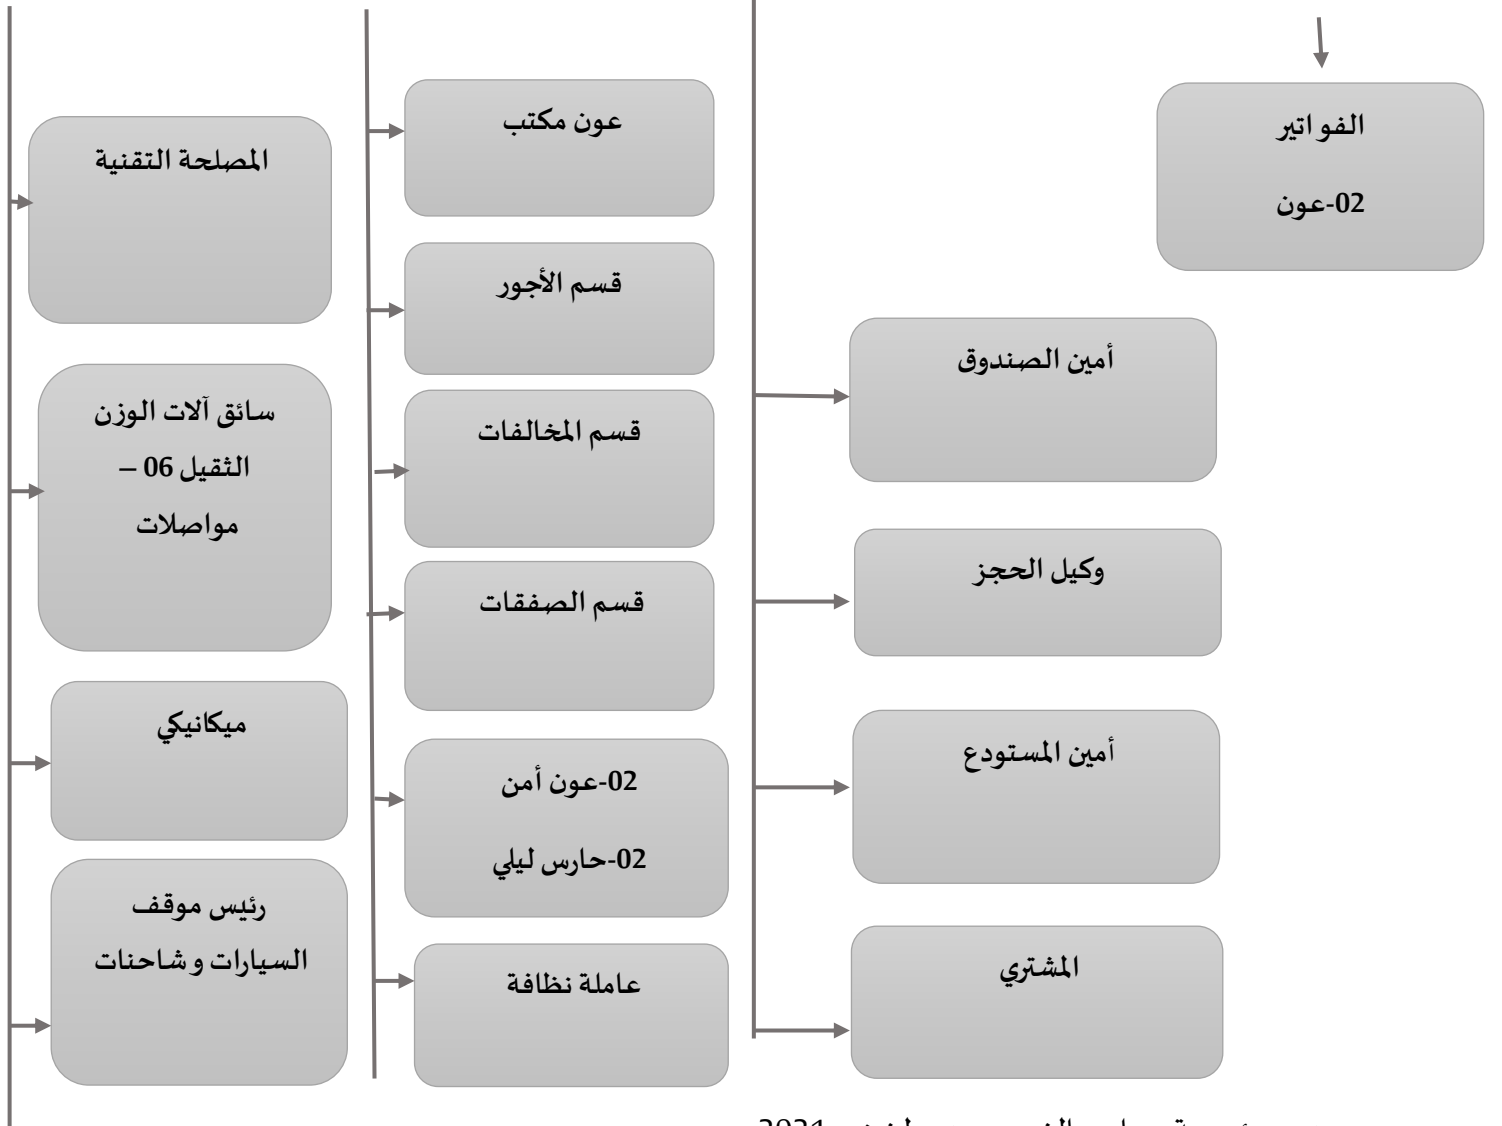 الفواتير
02-عون
أمين الصندوق
وكيل الحجز
أمين المستودع
المشتري
عون مكتب
قسم الأجور
قسم المخالفات
قسم الصفقات
02-عون أمن
02-حارس ليلي
عاملة نظافة
المصلحة التقنية
سائق آلات الوزن
الثقيل 06 –
مواصلات
ميكانيكي
رئيس موقف
السيارات وشاحنات
2021